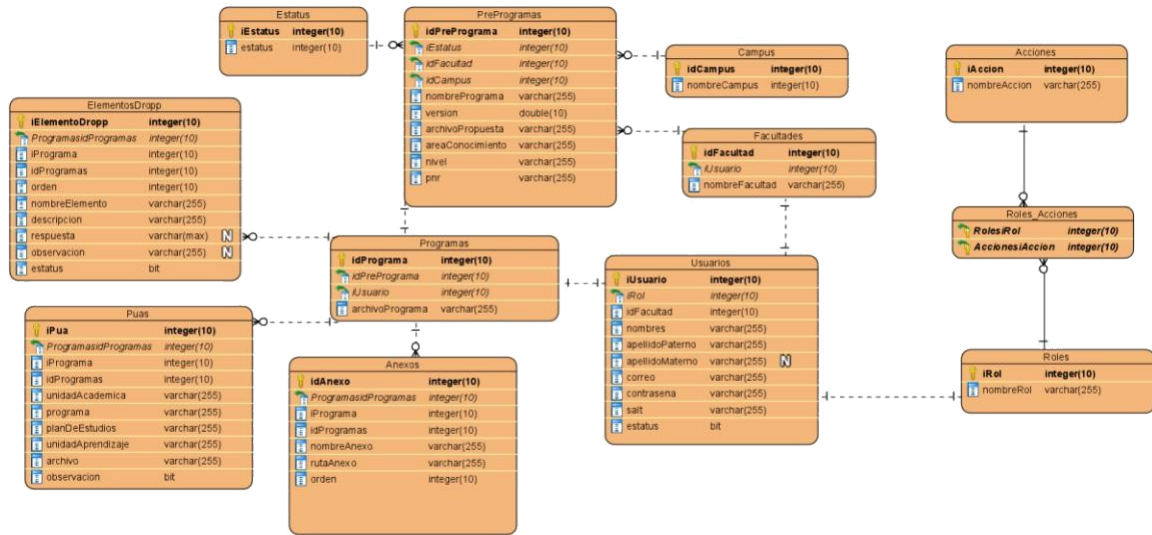 Estatus
iEstatus integer(10)
estatus integer(10)
PreProgramas
idPrePrograma integer(10)
iEstatus integer(10)
idFacultad integer(10)
idCampus integer(10)
nombrePrograma varchar(255)
version double(10)
archivoPropuesta varchar(255)
areaConocimiento varchar(255)
nivel varchar(255)
pnr varchar(255)
Campus
idCampus integer(10)
nombreCampus integer(10)
Acciones
iAccion integer(10)
nombreAccion varchar(255)
ElementosDropp
iElementoDropp integer(10)
ProgramasidProgramas integer(10)
iPrograma integer(10)
idProgramas integer(10)
orden integer(10)
nombreElemento varchar(255)
descripcion varchar(255)
respuesta varchar(max) N
observacion varchar(255) N
estatus bit
Facultades
idFacultad integer(10)
iUsuario integer(10)
nombreFacultad varchar(255)
Roles_Acciones
RolesiRol integer(10)
AccionesiAccion integer(10)
Programas
idPrograma integer(10)
idPrePrograma integer(10)
iUsuario integer(10)
archivoPrograma varchar(255)
Usuarios
iUsuario integer(10)
iRol integer(10)
idFacultad integer(10)
nombres varchar(255)
apellidoPaterno varchar(255)
apellidoMaterno varchar(255) N
correo varchar(255)
contrasena varchar(255)
salt varchar(255)
estatus bit
Puas
iPua integer(10)
ProgramasidProgramas integer(10)
iPrograma integer(10)
idProgramas integer(10)
unidadAcademica varchar(255)
programa varchar(255)
planDeEstudios varchar(255)
unidadAprendizaje varchar(255)
archivo varchar(255)
observacion bit
Anexos
idAnexo integer(10)
ProgramasidProgramas integer(10)
iPrograma integer(10)
idProgramas integer(10)
nombreAnexo varchar(255)
rutaAnexo varchar(255)
orden integer(10)
Roles
iRol integer(10)
nombreRol varchar(255)